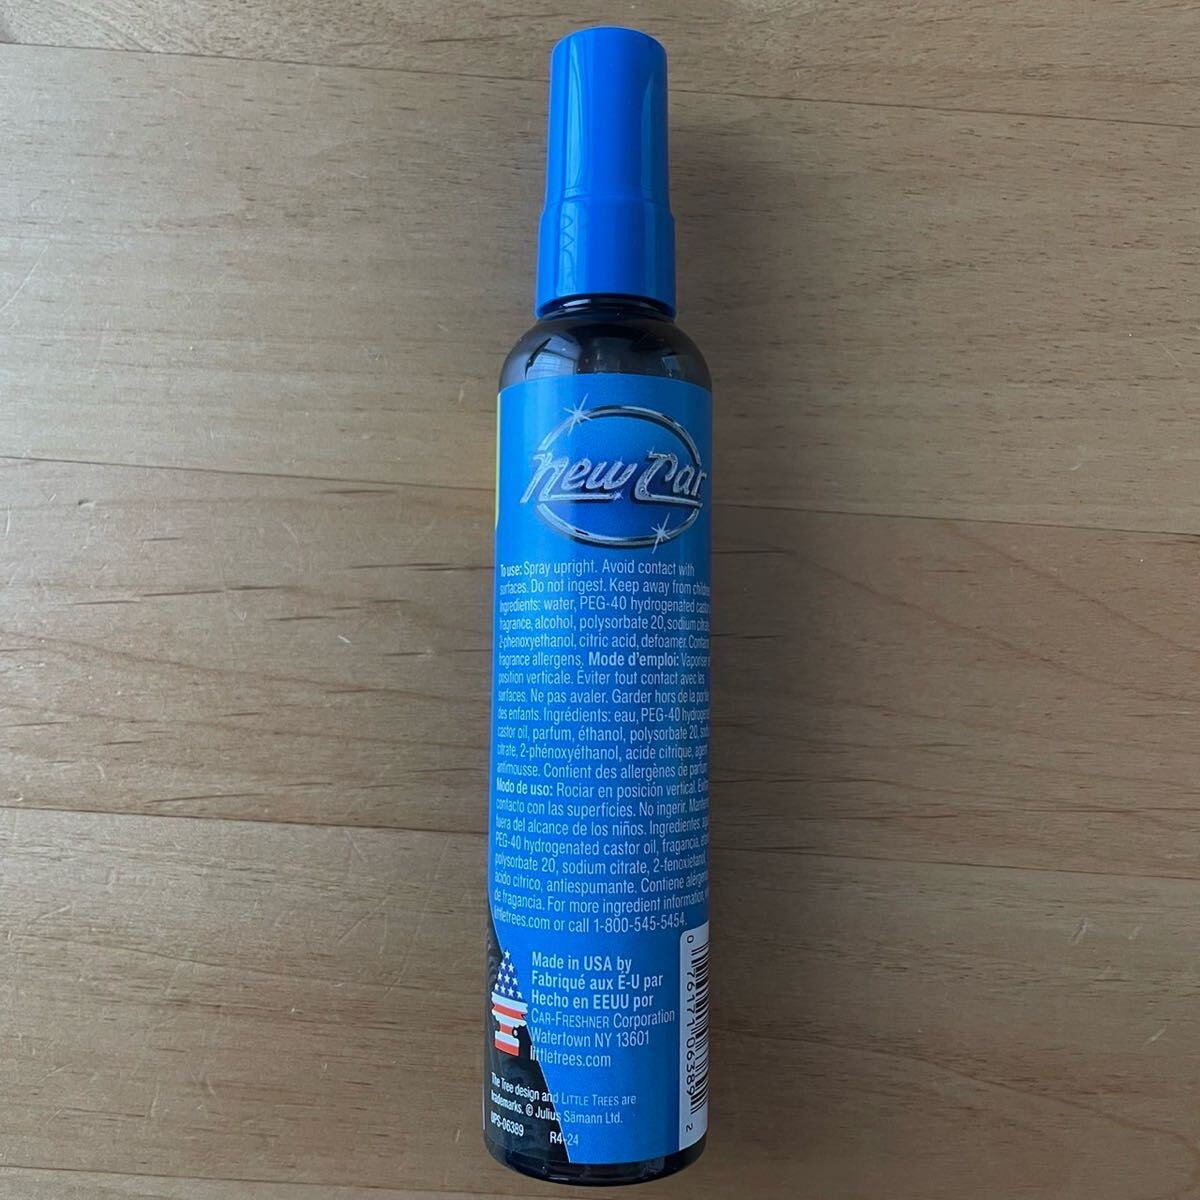 New Car
To use: Spray upright. Avoid contact with
surfaces. Do not ingest. Keep away from children
Ingredients: water, PEG-40 hydrogenated castor
fragrance, alcohol, polysorbate 20, sodium citrate
2-phenoxyethanol, citric acid, defoamer. Contains
fragrance allergens. Mode d'emploi: Vaporiser
position verticale. Éviter tout contact avec les
surfaces. Ne pas avaler. Garder hors de la portée
des enfants. Ingrédients: eau, PEG-40 hydrogen
castor oil, parfum, éthanol, polysorbate 20,
citrate, 2-phénoxyéthanol, acide citrique, agent
antimousse. Contient des allergènes de parfum
Modo de uso: Rociar en posición vertical.
contacto con las superficies. No ingerir.
fuera del alcance de los niños. Ingredientes:
PEG-40 hydrogenated castor oil, fragancia,
polysorbate 20, sodium citrate, 2-fenoxietanol,
ácido cítrico, antiespumante. Contiene
de fragancia. For more ingredient information,
littletrees.com or call 1-800-545-5454.
Made in USA by
Fabriqué aux É-U par
Hecho en EEUU por
CAR-FRESHNER Corporation
Watertown NY 13601
littletrees.com
The Tree design and LITTLE TREES are
trademarks. © Julius Sämann Ltd.
UPS-06389 R4-24
0 76171 06389 2